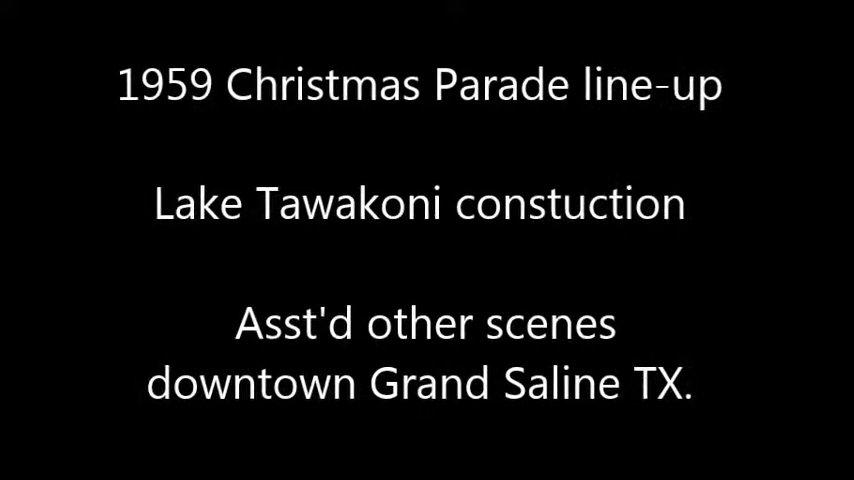 1959 Christmas Parade line-up
Lake Tawakoni constuction
Asst'd other scenes
downtown Grand Saline TX.